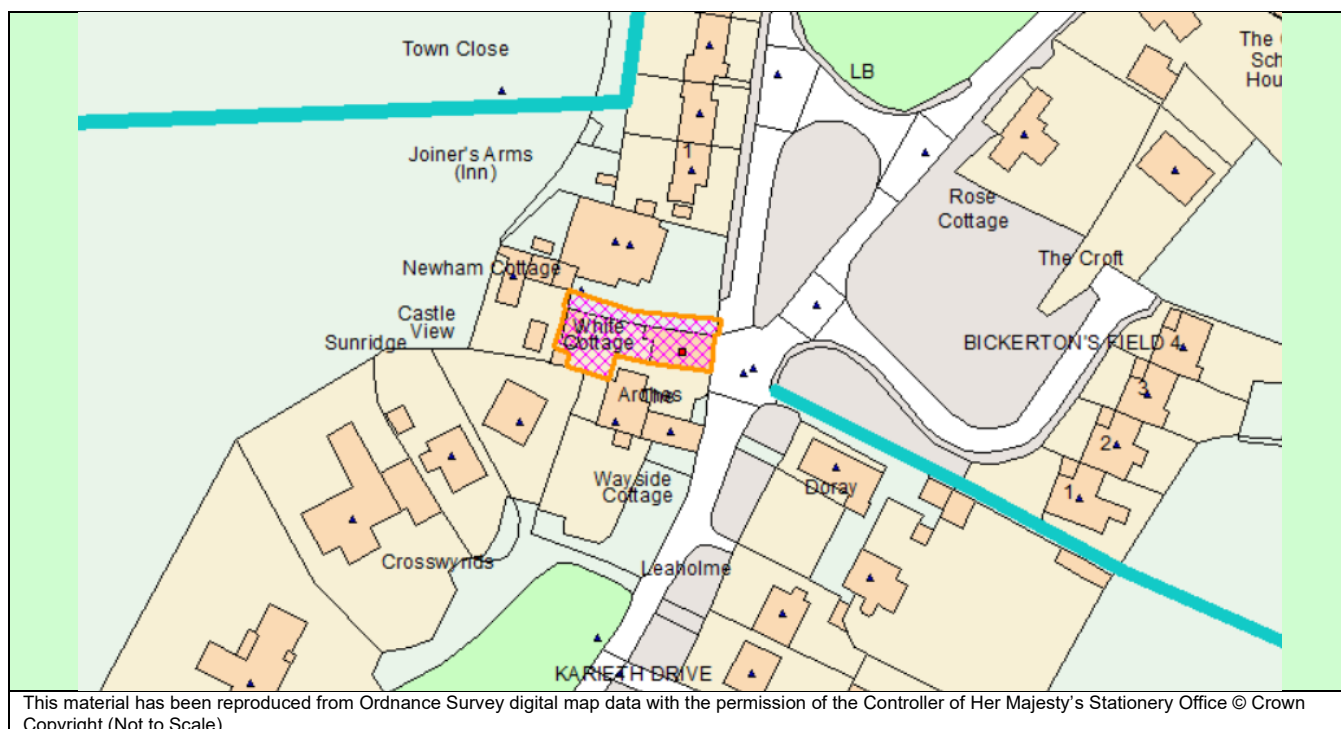 Town Close
LB
The
Sch
Hou
Joiner's Arms
(Inn)
1
Rose
Cottage
The Croft
Newham Cottage
Castle
View
Sunridge
White
Cottage
BICKERTON'S FIELD 4
3
2
1
Arches
The
Wayside
Cottage
Doray
Crosswynds
Leaholme
KARIETH DRIVE
This material has been reproduced from Ordnance Survey digital map data with the permission of the Controller of Her Majesty's Stationery Office © Crown
Copyright (Not to Scale)